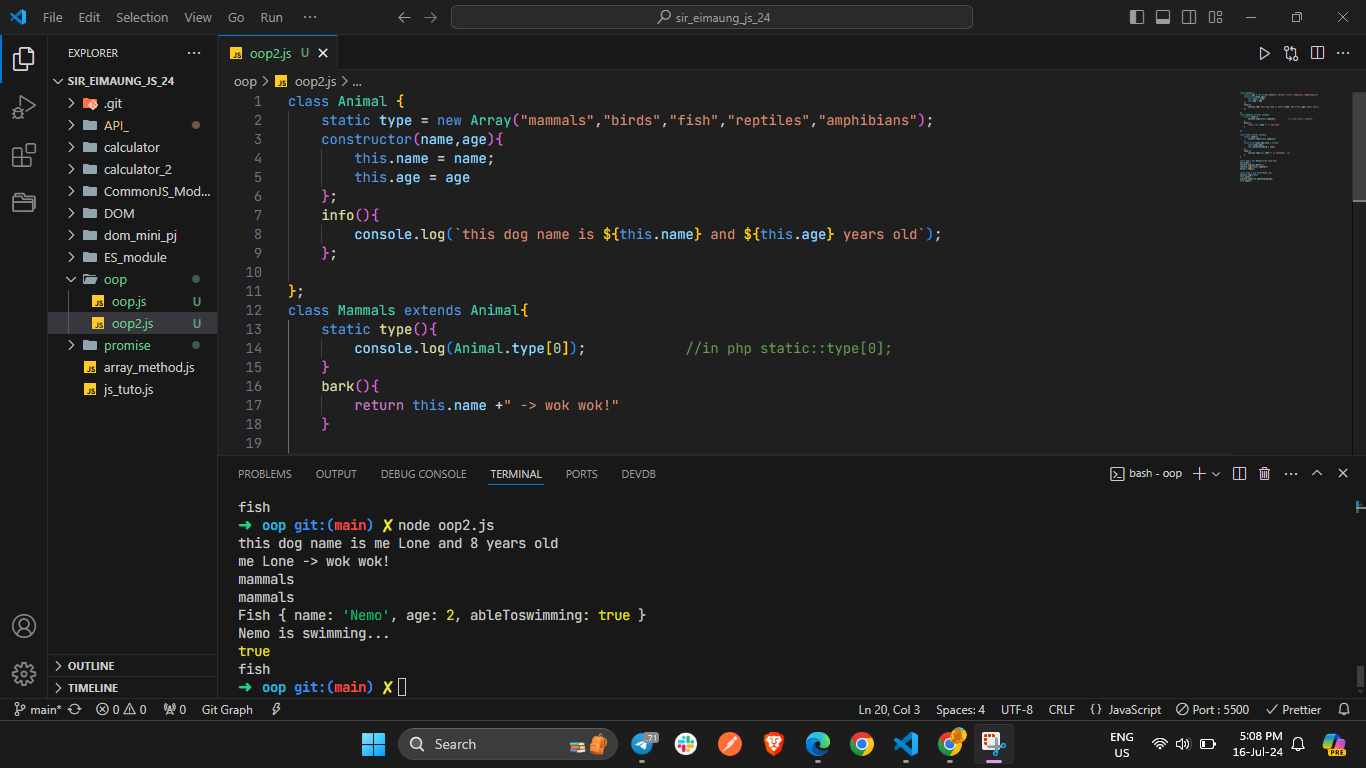 File Edit Selection View Go Run ··· sir_eimaung_js_24
EXPLORER ···
SIR_EIMAUNG_JS_24
.git
API_
calculator
calculator_2
CommonJS_Mod...
DOM
dom_mini_pj
ES_module
oop
JS oop.js U
JS oop2.js U
promise
JS array_method.js
JS js_tuto.js
OUTLINE
TIMELINE
JS oop2.js U
oop > JS oop2.js > ...
1 class Animal {
2     static type = new Array("mammals","birds","fish","reptiles","amphibians");
3     constructor(name,age){
4         this.name = name;
5         this.age = age
6     };
7     info(){
8         console.log(`this dog name is ${this.name} and ${this.age} years old`);
9     };
10
11 };
12 class Mammals extends Animal{
13     static type(){
14         console.log(Animal.type[0]);            //in php static::type[0];
15     }
16     bark(){
17         return this.name +" -> wok wok!"
18     }
19
PROBLEMS OUTPUT DEBUG CONSOLE TERMINAL PORTS DEVDB bash - oop
fish
➜ oop git:(main) ✗ node oop2.js
this dog name is me Lone and 8 years old
me Lone -> wok wok!
mammals
mammals
Fish { name: 'Nemo', age: 2, ableToswimming: true }
Nemo is swimming...
true
fish
➜ oop git:(main) ✗
main* 0 0 0 Git Graph Ln 20, Col 3 Spaces: 4 UTF-8 CRLF {} JavaScript Port : 5500 Prettier
Search 71 ENG US 5:08 PM 16-Jul-24 PRE